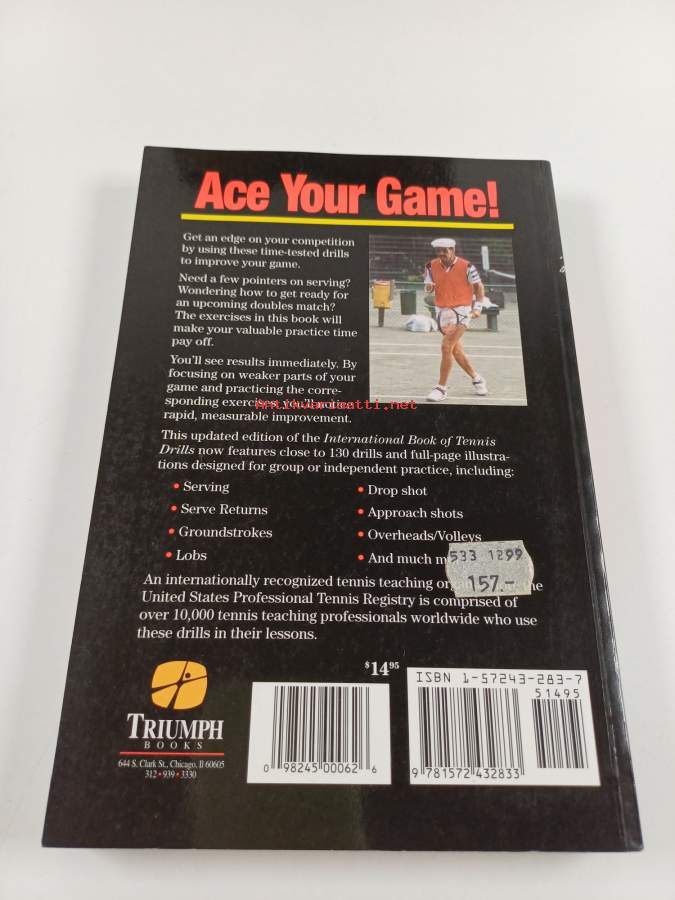 Ace Your Game!
Get an edge on your competition
by using these time-tested drills
to improve your game.
Need a few pointers on serving?
Wondering how to get ready for
an upcoming doubles match?
The exercises in this book will
make your valuable practice time
pay off.
You'll see results immediately. By
focusing on weaker parts of your
game and practicing the corre-
sponding exercises, you'll notice
Antikvariaatti.net
rapid, measurable improvement.
This updated edition of the International Book of Tennis
Drills now features close to 130 drills and full-page illustra-
tions designed for group or independent practice, including:
• Serving
• Serve Returns
• Groundstrokes
• Lobs
• Drop shot
• Approach shots
• Overheads/Volleys
• And much m
533 1299
157.-
An internationally recognized tennis teaching
United States Professional Tennis Registry is comprised of
over 10,000 tennis teaching professionals worldwide who use
these drills in their lessons.
TRIUMPH
BOOKS
644 S. Clark St., Chicago, Il 60605
312 • 939 • 3330
$14.95
0 98245 00062 6
ISBN 1-57243-283-7
51495
9 781572 432833